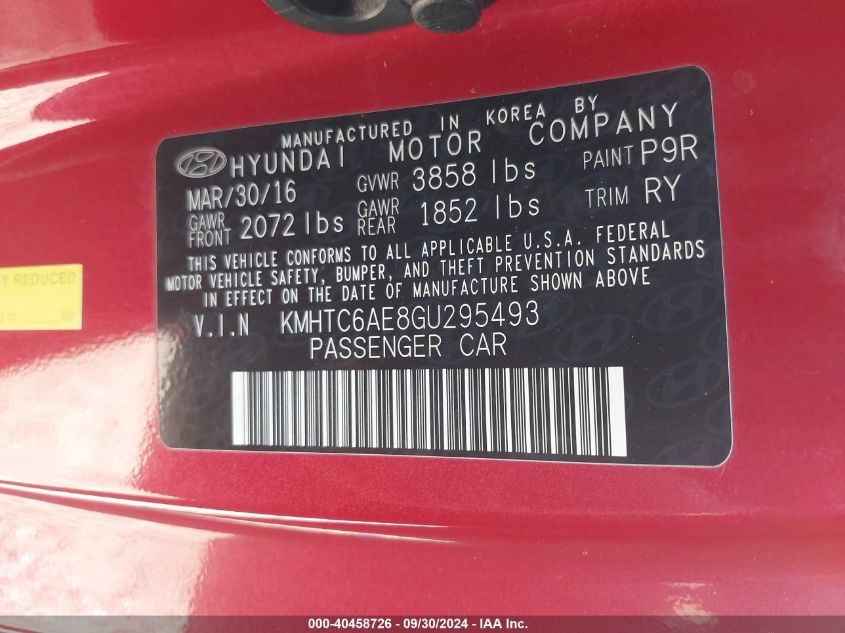 MANUFACTURED IN KOREA BY
HYUNDAI MOTOR COMPANY
MAR/30/16 GVWR 3858 lbs PAINT P9R
GAWR FRONT 2072 lbs GAWR REAR 1852 lbs TRIM RY
THIS VEHICLE CONFORMS TO ALL APPLICABLE U.S.A. FEDERAL
MOTOR VEHICLE SAFETY, BUMPER, AND THEFT PREVENTION STANDARDS
IN EFFECT ON THE DATE OF MANUFACTURE SHOWN ABOVE
V.I.N KMHTC6AE8GU295493
PASSENGER CAR
REDUCED
000-40458726 - 09/30/2024 - IAA Inc.